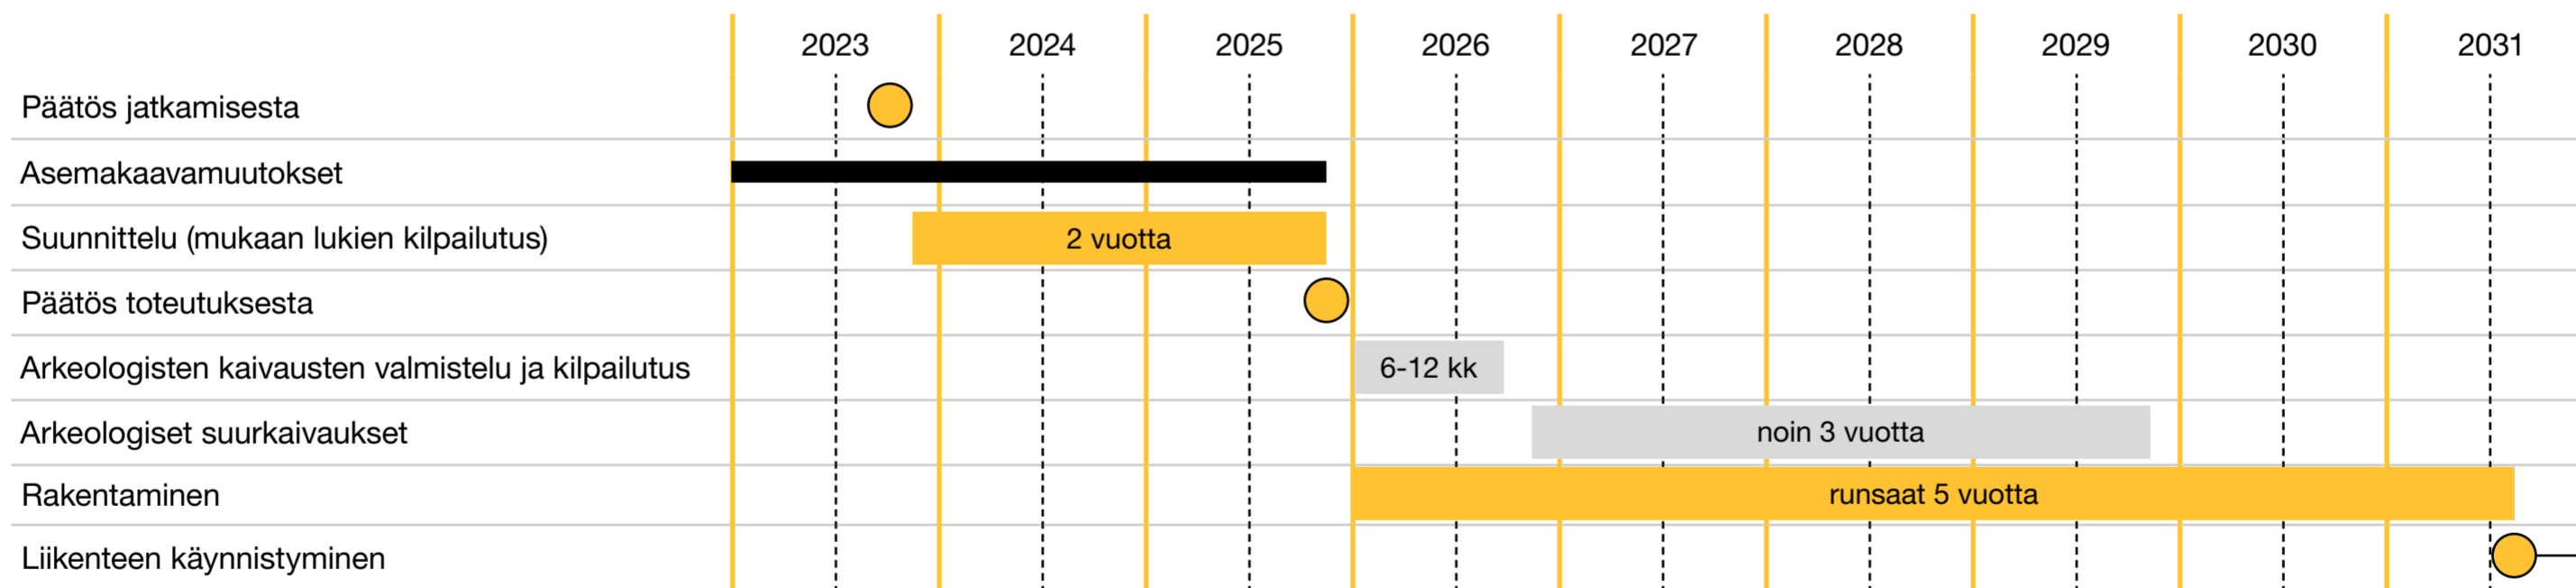 2023 2024 2025 2026 2027 2028 2029 2030 2031
Päätös jatkamisesta
Asemakaavamuutokset
Suunnittelu (mukaan lukien kilpailutus) 2 vuotta
Päätös toteutuksesta
Arkeologisten kaivausten valmistelu ja kilpailutus 6-12 kk
Arkeologiset suurkaivaukset noin 3 vuotta
Rakentaminen runsaat 5 vuotta
Liikenteen käynnistyminen